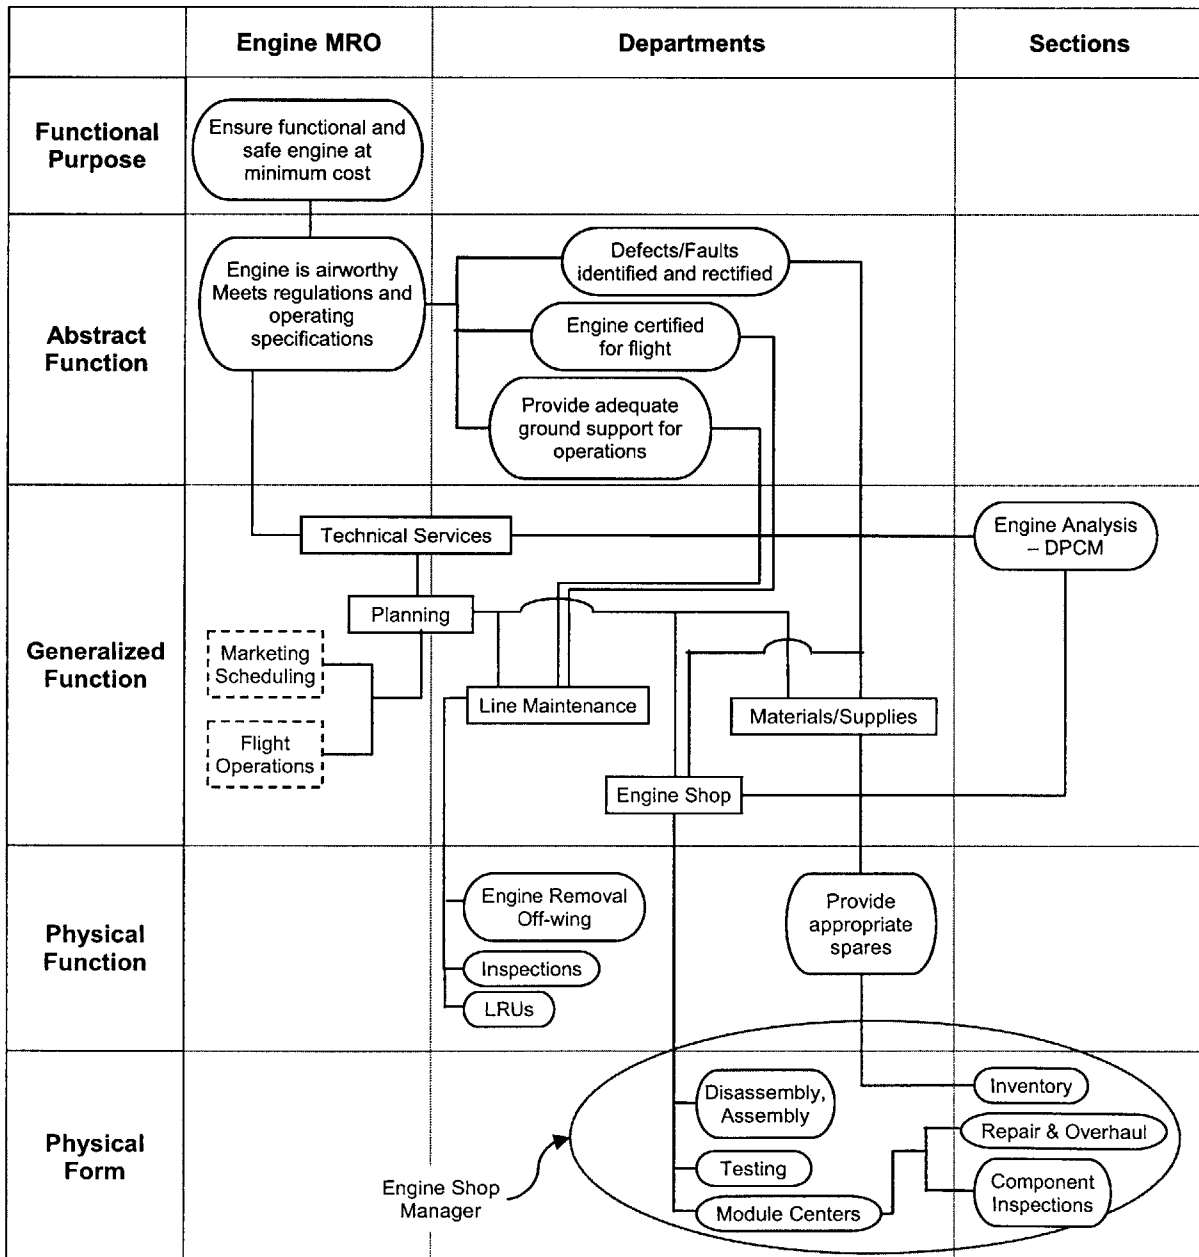 Engine MRO
Departments
Sections
Functional
Purpose
Ensure functional and
safe engine at
minimum cost
Abstract
Function
Engine is airworthy
Meets regulations and
operating
specifications
Defects/Faults
identified and rectified
Engine certified
for flight
Provide adequate
ground support for
operations
Generalized
Function
Technical Services
Engine Analysis
– DPCM
Planning
Marketing
Scheduling
Flight
Operations
Line Maintenance
Materials/Supplies
Engine Shop
Physical
Function
Engine Removal
Off-wing
Inspections
LRUs
Provide
appropriate
spares
Physical
Form
Disassembly,
Assembly
Testing
Module Centers
Inventory
Repair & Overhaul
Component
Inspections
Engine Shop
Manager